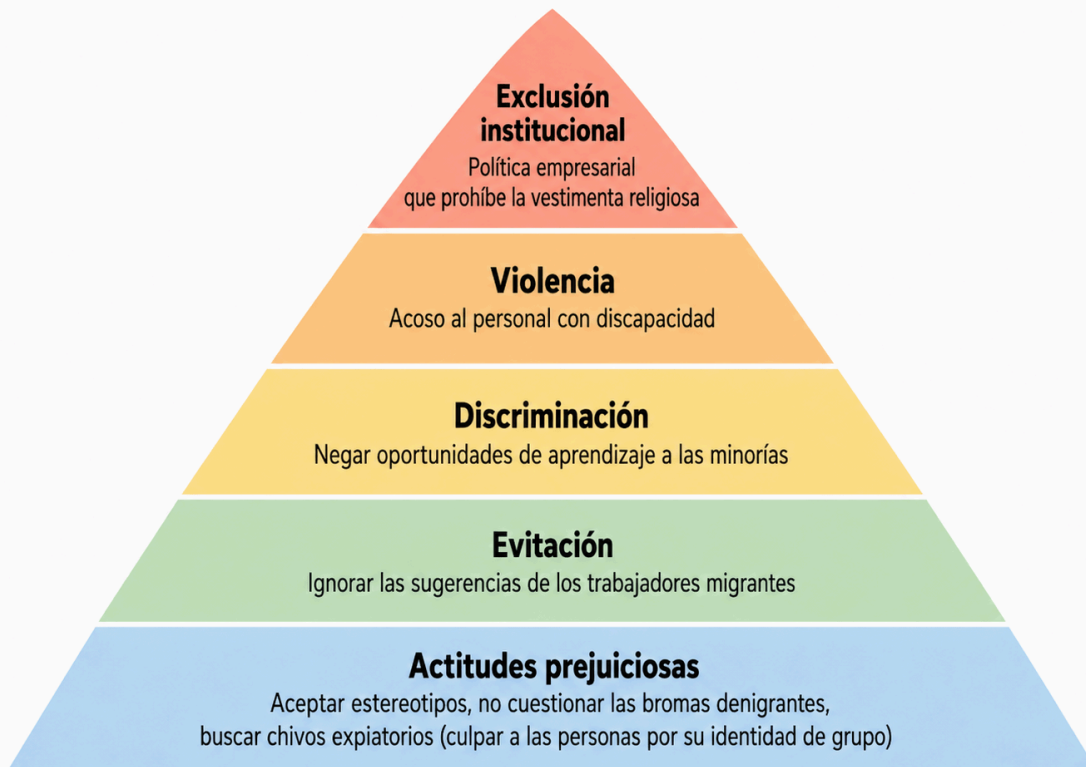 Exclusión
institucional
Política empresarial
que prohíbe la vestimenta religiosa
Violencia
Acoso al personal con discapacidad
Discriminación
Negar oportunidades de aprendizaje a las minorías
Evitación
Ignorar las sugerencias de los trabajadores migrantes
Actitudes prejuiciosas
Aceptar estereotipos, no cuestionar las bromas denigrantes,
buscar chivos expiatorios (culpar a las personas por su identidad de grupo)